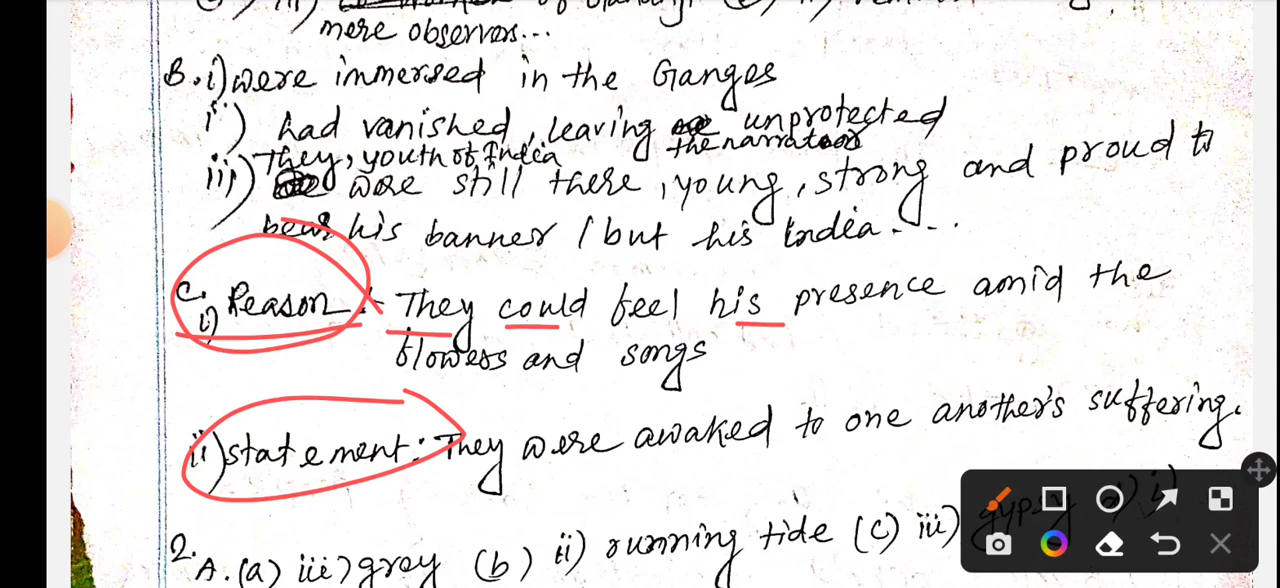 mere observers...
B. i) were immersed in the Ganges
ii) had vanished, leaving unprotected
the narrator
They, youth of India
iii) were still there, young, strong and proud to
bear his banner / but his India....
C.
i) Reason : They could feel his presence amid the
flowers and songs
ii) statement: They were awaked to one another's suffering.
2.
A. (a) iii) grey (b) ii) running tide (c) iii) gypsy